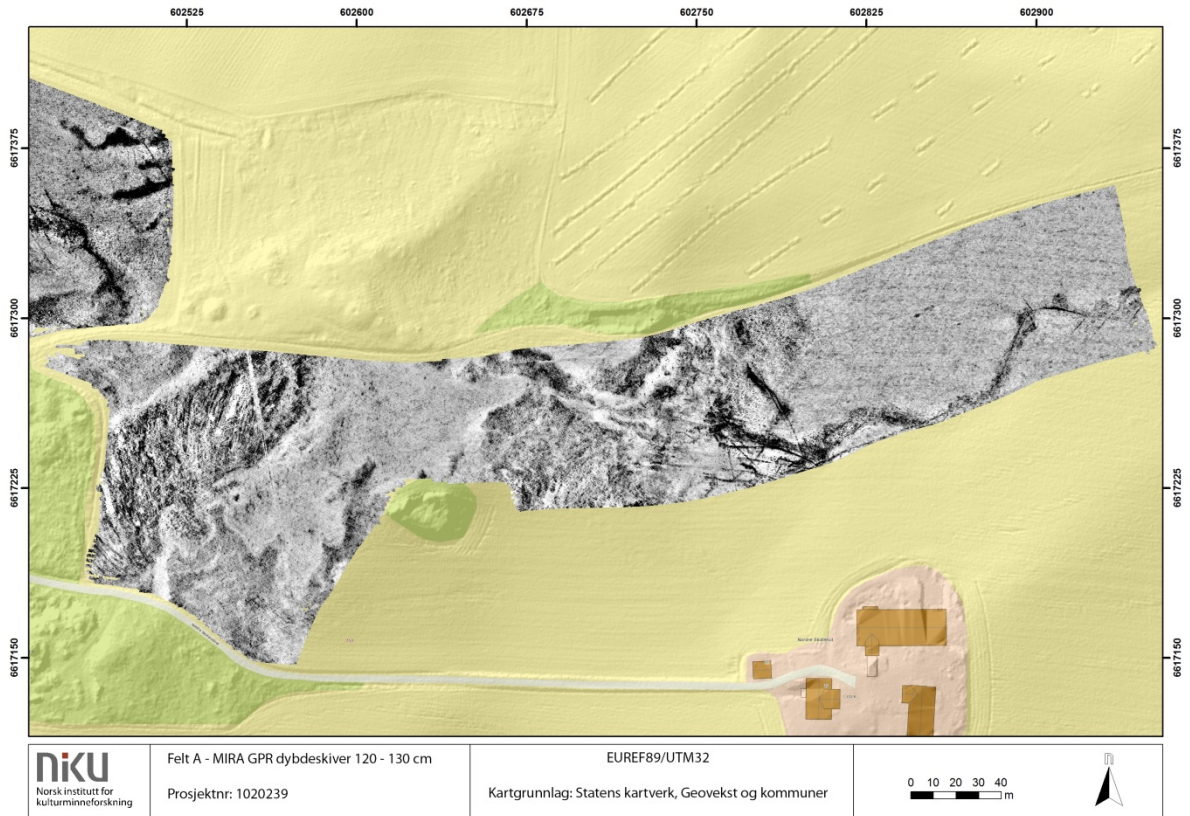 602525 602600 602675 602750 602825 602900
6617375 6617375
6617300 6617300
6617225 6617225
6617150 6617150
niku
Norsk institutt for
kulturminneforskning
Felt A - MIRA GPR dybdeskiver 120 - 130 cm
Prosjektnr: 1020239
EUREF89/UTM32
Kartgrunnlag: Statens kartverk, Geovekst og kommuner
0 10 20 30 40
m
n